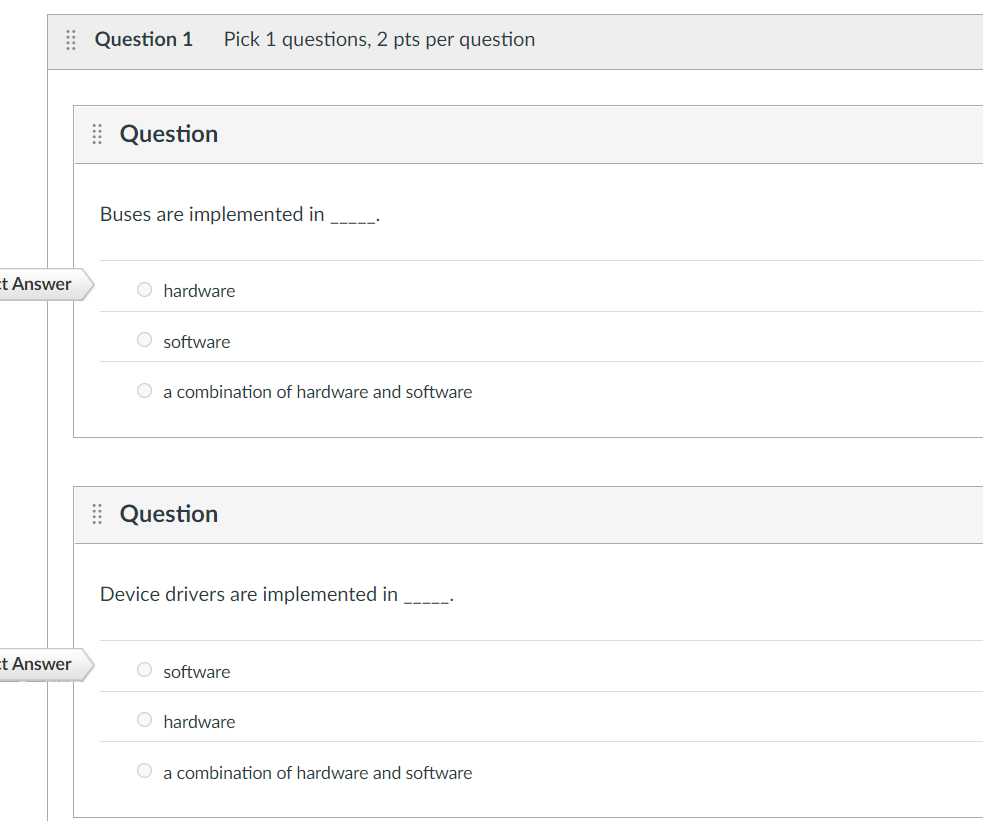 Question 1 Pick 1 questions, 2 pts per question
Question
Buses are implemented in _____.
t Answer
hardware
software
a combination of hardware and software
Question
Device drivers are implemented in _____.
t Answer
software
hardware
a combination of hardware and software